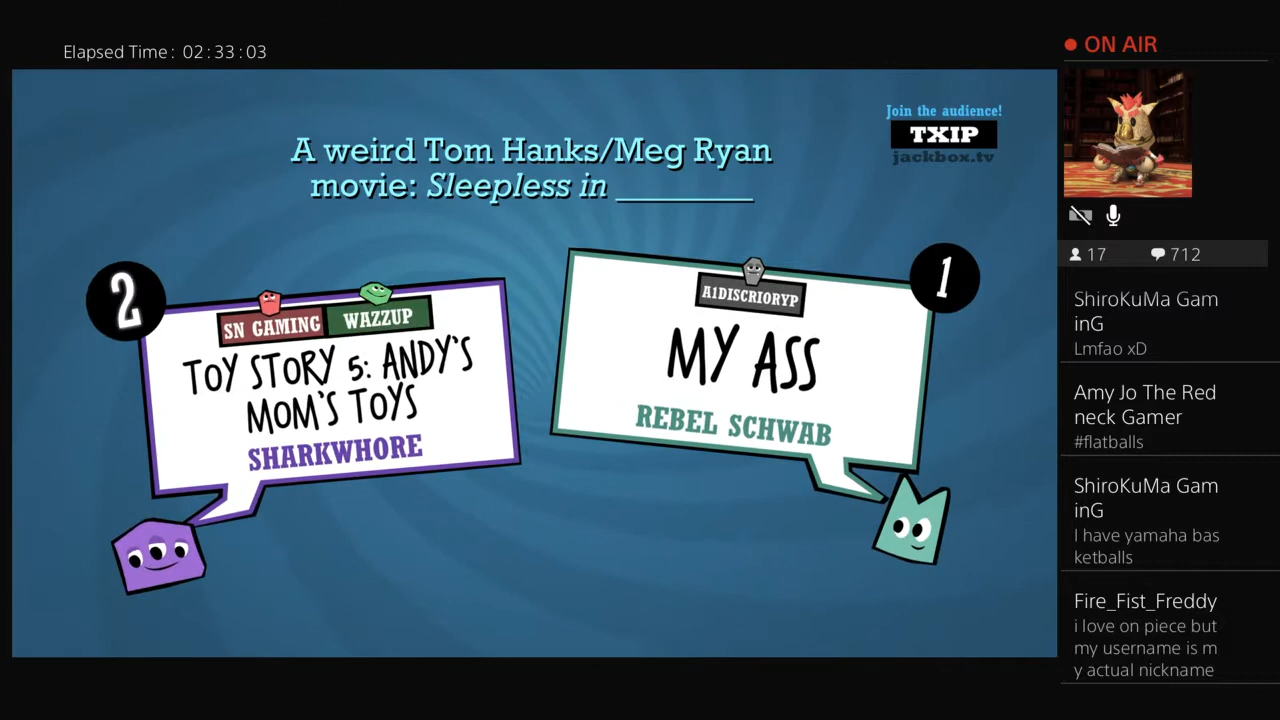 Elapsed Time: 02:33:03
ON AIR
Join the audience!
TXIP
jackbox.tv
A weird Tom Hanks/Meg Ryan
movie: Sleepless in ________
2
SN GAMING
WAZZUP
TOY STORY 5: ANDY'S
MOM'S TOYS
SHARKWHORE
1
A1DISCRIORYP
MY ASS
REBEL SCHWAB
17
712
ShiroKuMa Gam
inG
Lmfao xD
Amy Jo The Red
neck Gamer
#flatballs
ShiroKuMa Gam
inG
I have yamaha bas
ketballs
Fire_Fist_Freddy
i love on piece but
my username is m
y actual nickname